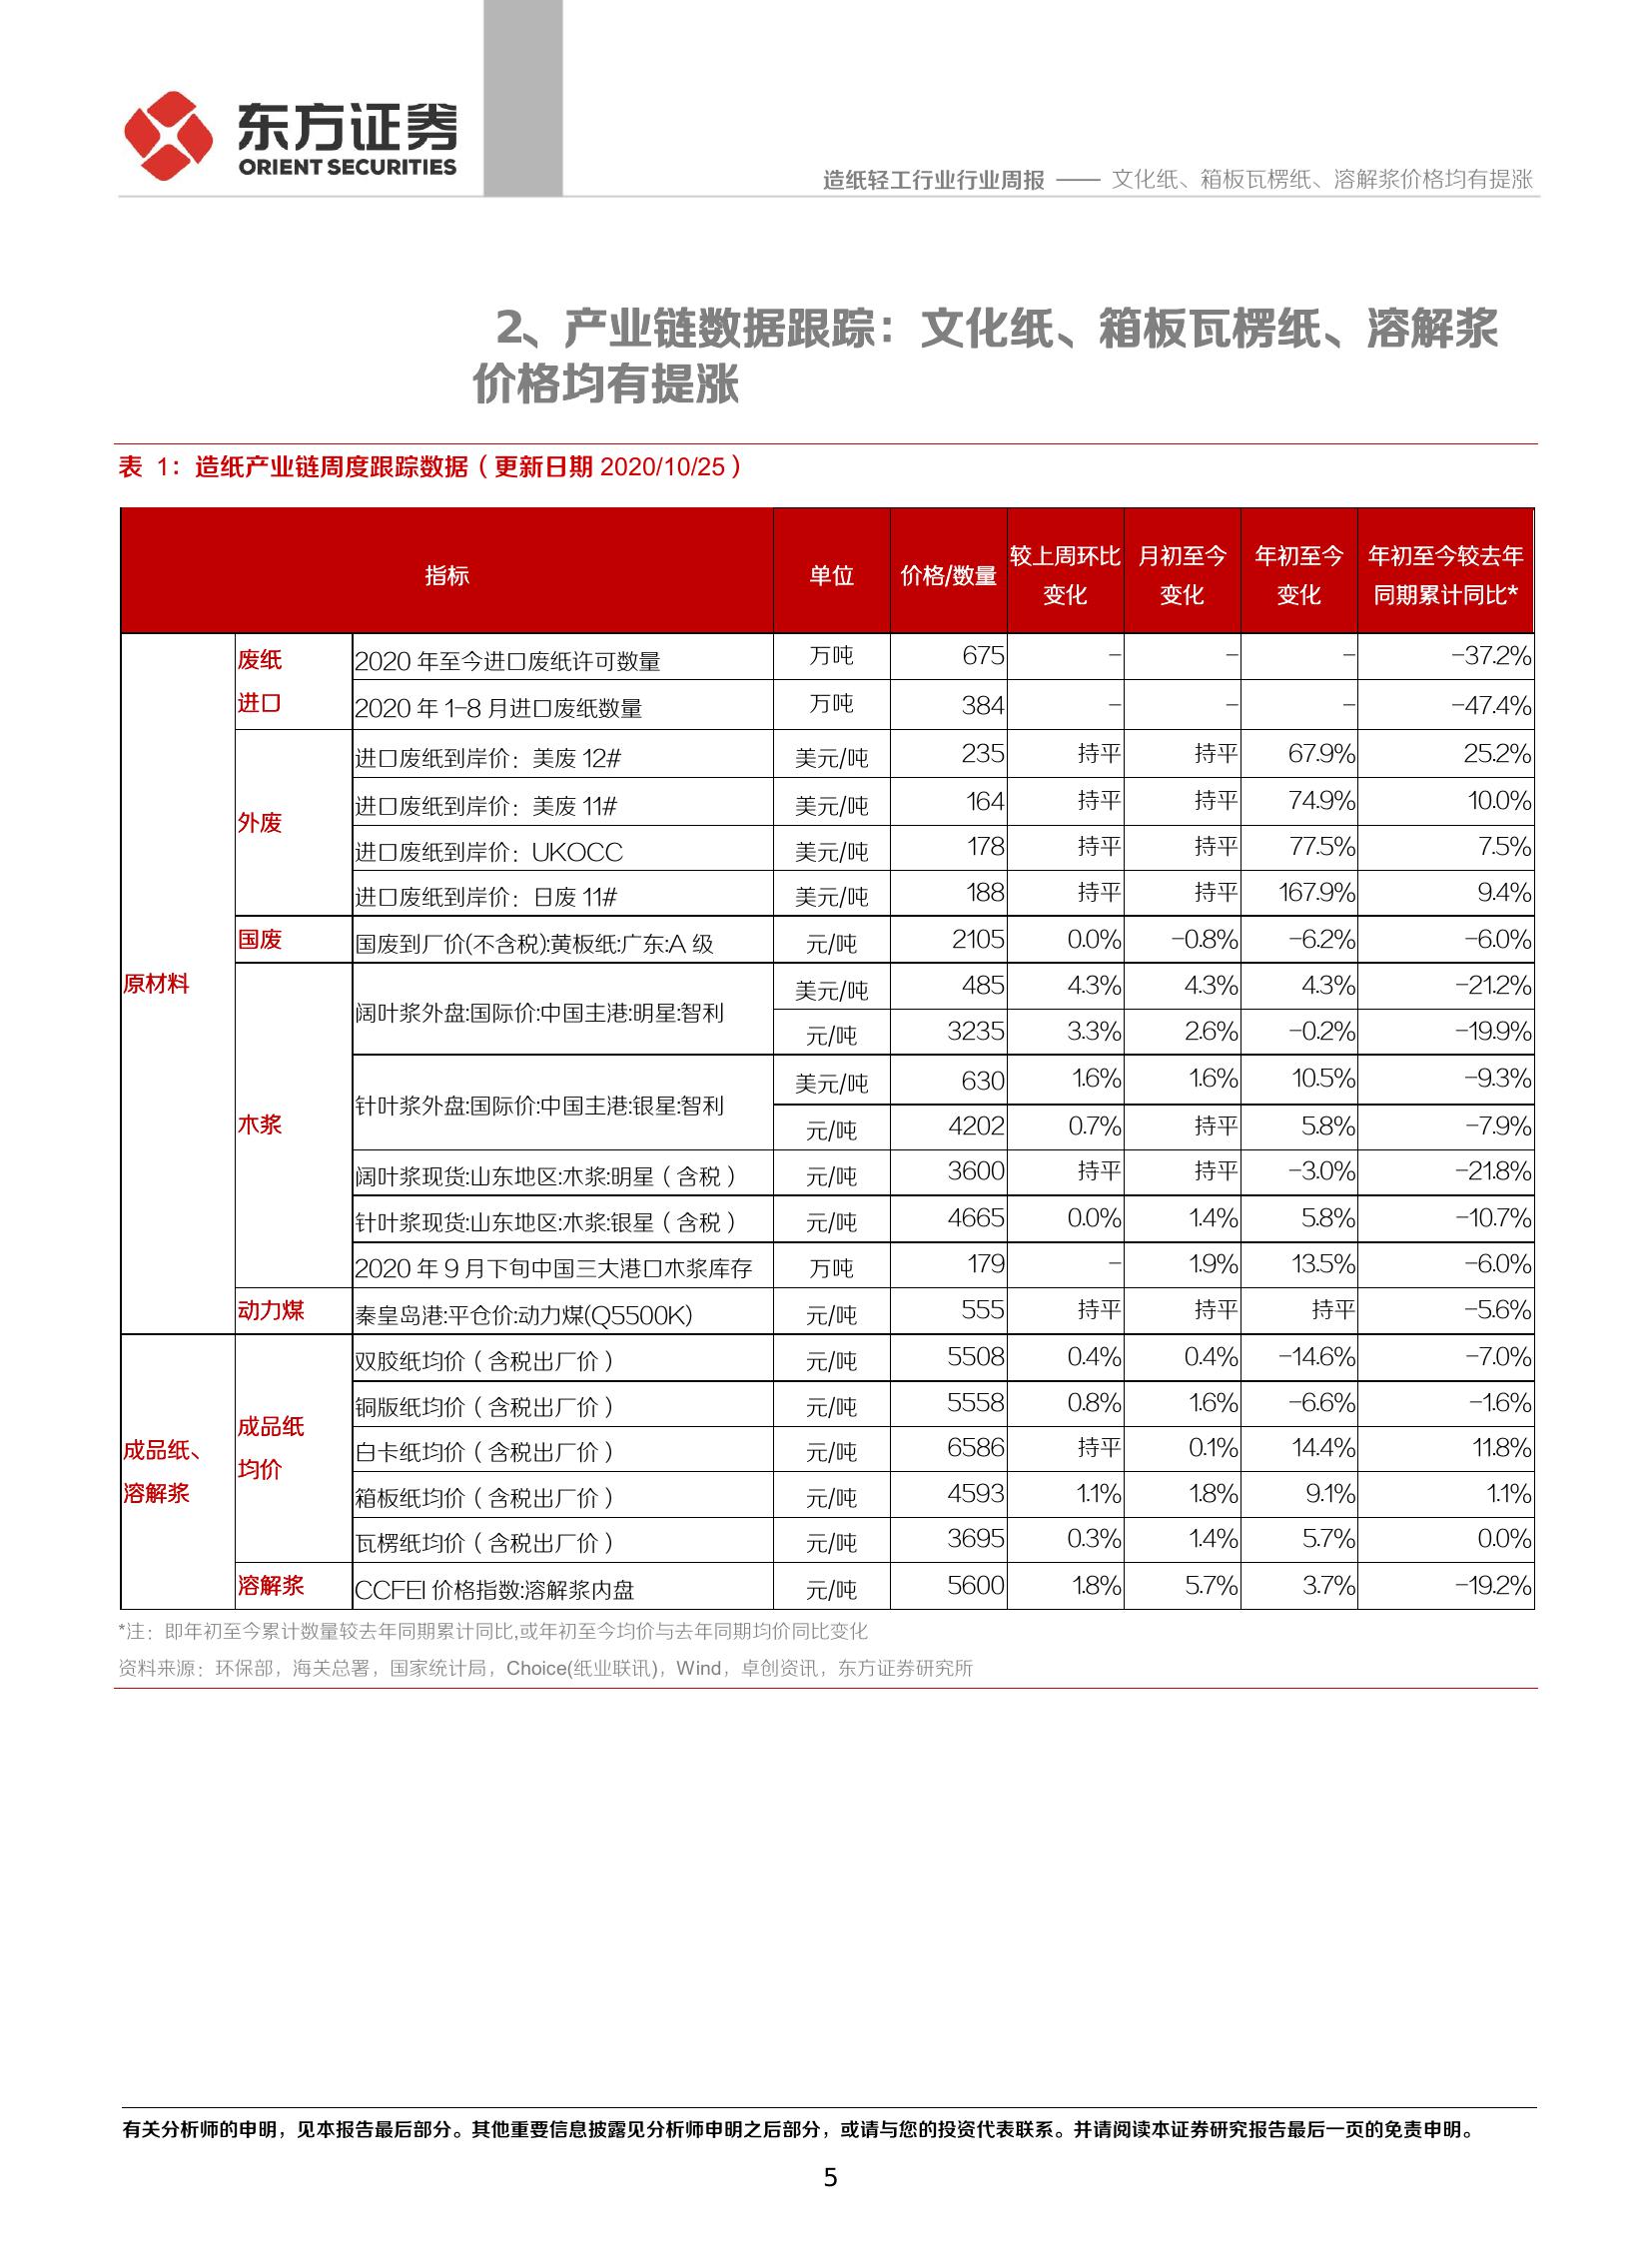 东方证券
ORIENT SECURITIES
造纸轻工行业行业周报 —— 文化纸、箱板瓦楞纸、溶解浆价格均有提涨
2、产业链数据跟踪：文化纸、箱板瓦楞纸、溶解浆
价格均有提涨
表 1：造纸产业链周度跟踪数据（更新日期 2020/10/25）
指标 单位 价格/数量 较上周环比变化 月初至今变化 年初至今变化 年初至今较去年同期累计同比*
原材料
废纸进口
2020 年至今进口废纸许可数量 万吨 675 – – – -37.2%
2020 年 1-8 月进口废纸数量 万吨 384 – – – -47.4%
外废
进口废纸到岸价：美废 12# 美元/吨 235 持平 持平 67.9% 25.2%
进口废纸到岸价：美废 11# 美元/吨 164 持平 持平 74.9% 10.0%
进口废纸到岸价：UKOCC 美元/吨 178 持平 持平 77.5% 7.5%
进口废纸到岸价：日废 11# 美元/吨 188 持平 持平 167.9% 9.4%
国废 国废到厂价(不含税):黄板纸:广东:A 级 元/吨 2105 0.0% -0.8% -6.2% -6.0%
木浆
阔叶浆外盘:国际价:中国主港:明星:智利 美元/吨 485 4.3% 4.3% 4.3% -21.2%
元/吨 3235 3.3% 2.6% -0.2% -19.9%
针叶浆外盘:国际价:中国主港:银星:智利 美元/吨 630 1.6% 1.6% 10.5% -9.3%
元/吨 4202 0.7% 持平 5.8% -7.9%
阔叶浆现货:山东地区:木浆:明星（含税） 元/吨 3600 持平 持平 -3.0% -21.8%
针叶浆现货:山东地区:木浆:银星（含税） 元/吨 4665 0.0% 1.4% 5.8% -10.7%
2020 年 9 月下旬中国三大港口木浆库存 万吨 179 – 1.9% 13.5% -6.0%
动力煤 秦皇岛港:平仓价:动力煤(Q5500K) 元/吨 555 持平 持平 持平 -5.6%
成品纸、溶解浆
成品纸均价
双胶纸均价（含税出厂价） 元/吨 5508 0.4% 0.4% -14.6% -7.0%
铜版纸均价（含税出厂价） 元/吨 5558 0.8% 1.6% -6.6% -1.6%
白卡纸均价（含税出厂价） 元/吨 6586 持平 0.1% 14.4% 11.8%
箱板纸均价（含税出厂价） 元/吨 4593 1.1% 1.8% 9.1% 1.1%
瓦楞纸均价（含税出厂价） 元/吨 3695 0.3% 1.4% 5.7% 0.0%
溶解浆 CCFEI 价格指数:溶解浆内盘 元/吨 5600 1.8% 5.7% 3.7% -19.2%
*注：即年初至今累计数量较去年同期累计同比,或年初至今均价与去年同期均价同比变化
资料来源：环保部，海关总署，国家统计局，Choice(纸业联讯)，Wind，卓创资讯，东方证券研究所
有关分析师的申明，见本报告最后部分。其他重要信息披露见分析师申明之后部分，或请与您的投资代表联系。并请阅读本证券研究报告最后一页的免责申明。
5